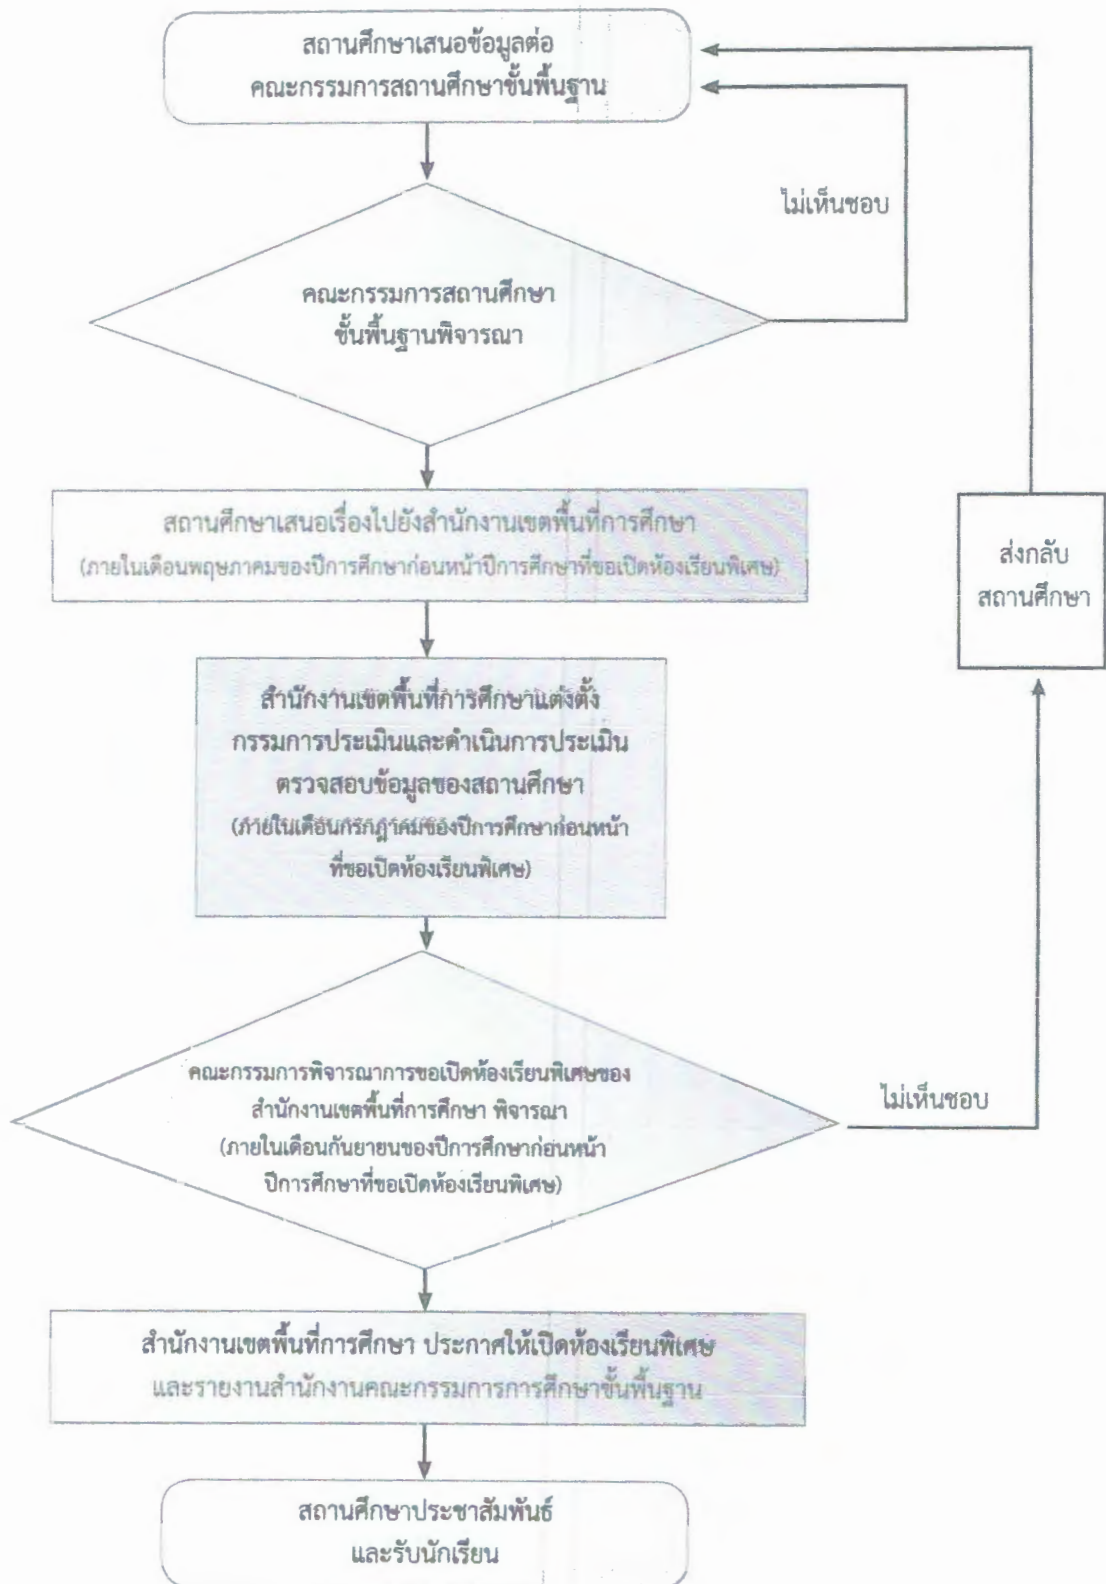 สถานศึกษาเสนอข้อมูลต่อ
คณะกรรมการสถานศึกษาขั้นพื้นฐาน
ไม่เห็นชอบ
คณะกรรมการสถานศึกษา
ขั้นพื้นฐานพิจารณา
สถานศึกษาเสนอเรื่องไปยังสำนักงานเขตพื้นที่การศึกษา
(ภายในเดือนพฤษภาคมของปีการศึกษาก่อนหน้าปีการศึกษาที่ขอเปิดห้องเรียนพิเศษ)
ส่งกลับ
สถานศึกษา
สำนักงานเขตพื้นที่การศึกษาแต่งตั้ง
กรรมการประเมินและดำเนินการประเมิน
ตรวจสอบข้อมูลของสถานศึกษา
(ภายในเดือนกรกฎาคมของปีการศึกษาก่อนหน้า
ที่ขอเปิดห้องเรียนพิเศษ)
คณะกรรมการพิจารณาการขอเปิดห้องเรียนพิเศษของ
สำนักงานเขตพื้นที่การศึกษา พิจารณา
(ภายในเดือนกันยายนของปีการศึกษาก่อนหน้า
ปีการศึกษาที่ขอเปิดห้องเรียนพิเศษ)
ไม่เห็นชอบ
สำนักงานเขตพื้นที่การศึกษา ประกาศให้เปิดห้องเรียนพิเศษ
และรายงานสำนักงานคณะกรรมการการศึกษาขั้นพื้นฐาน
สถานศึกษาประชาสัมพันธ์
และรับนักเรียน